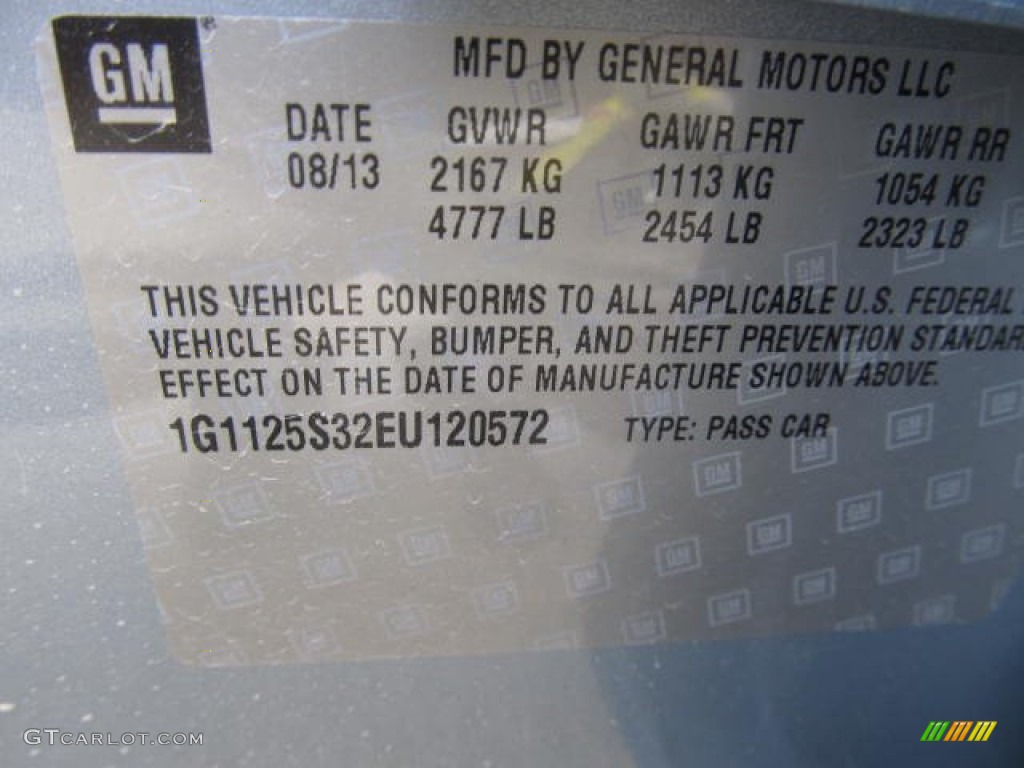 GM
MFD BY GENERAL MOTORS LLC
DATE GVWR GAWR FRT GAWR RR
08/13 2167 KG 1113 KG 1054 KG
4777 LB 2454 LB 2323 LB
THIS VEHICLE CONFORMS TO ALL APPLICABLE U.S. FEDERAL
VEHICLE SAFETY, BUMPER, AND THEFT PREVENTION STANDAR
EFFECT ON THE DATE OF MANUFACTURE SHOWN ABOVE.
1G1125S32EU120572 TYPE: PASS CAR
GTCARLOT.COM